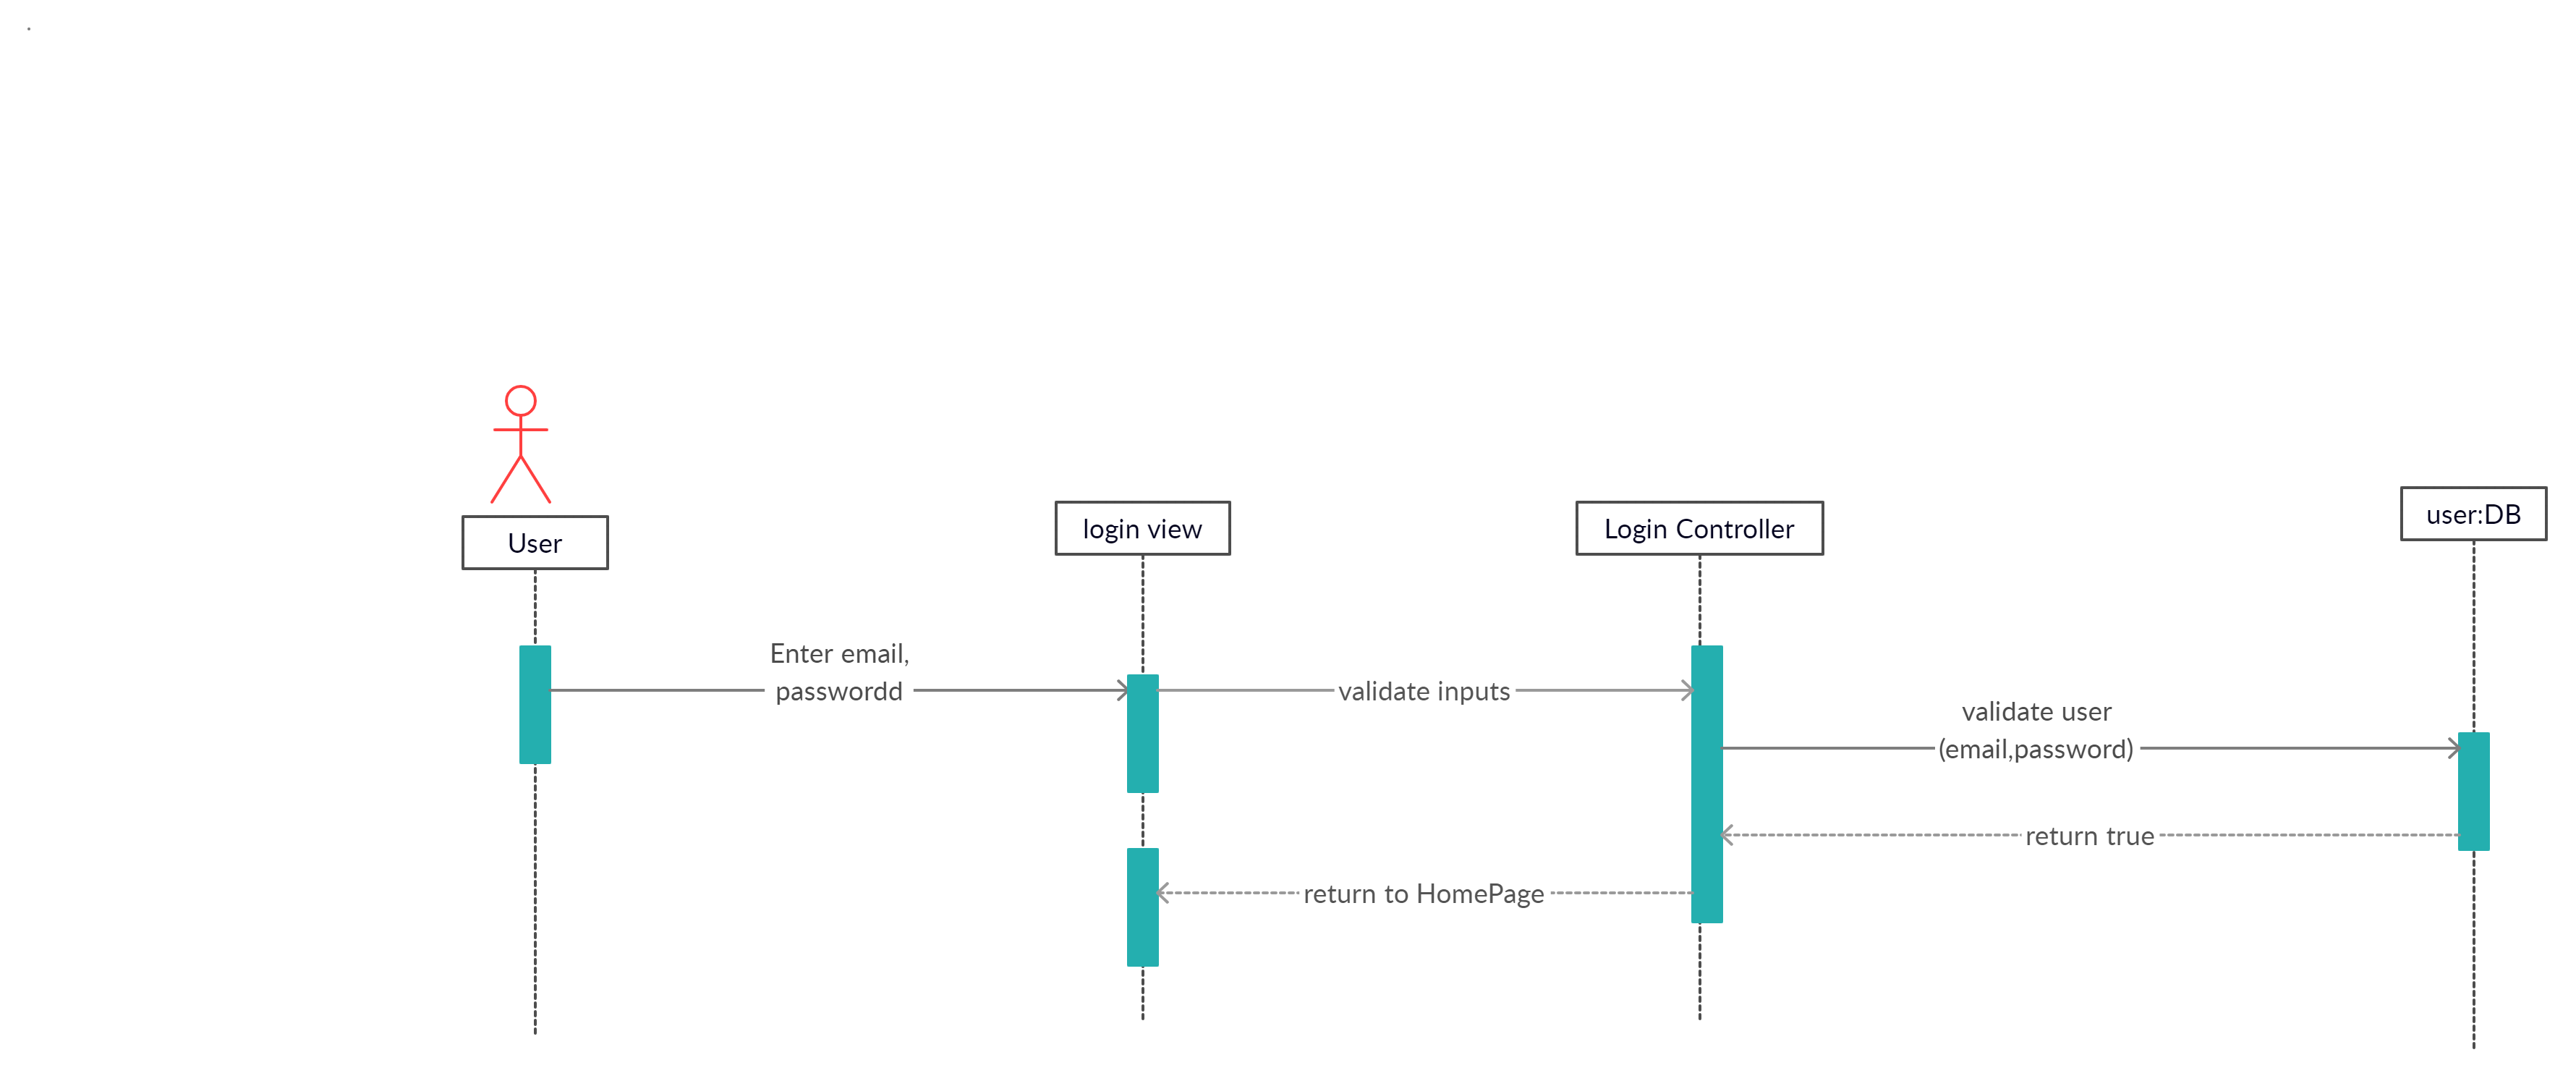 User
login view
Login Controller
user:DB
Enter email,
passwordd
validate inputs
validate user
(email,password)
return true
return to HomePage